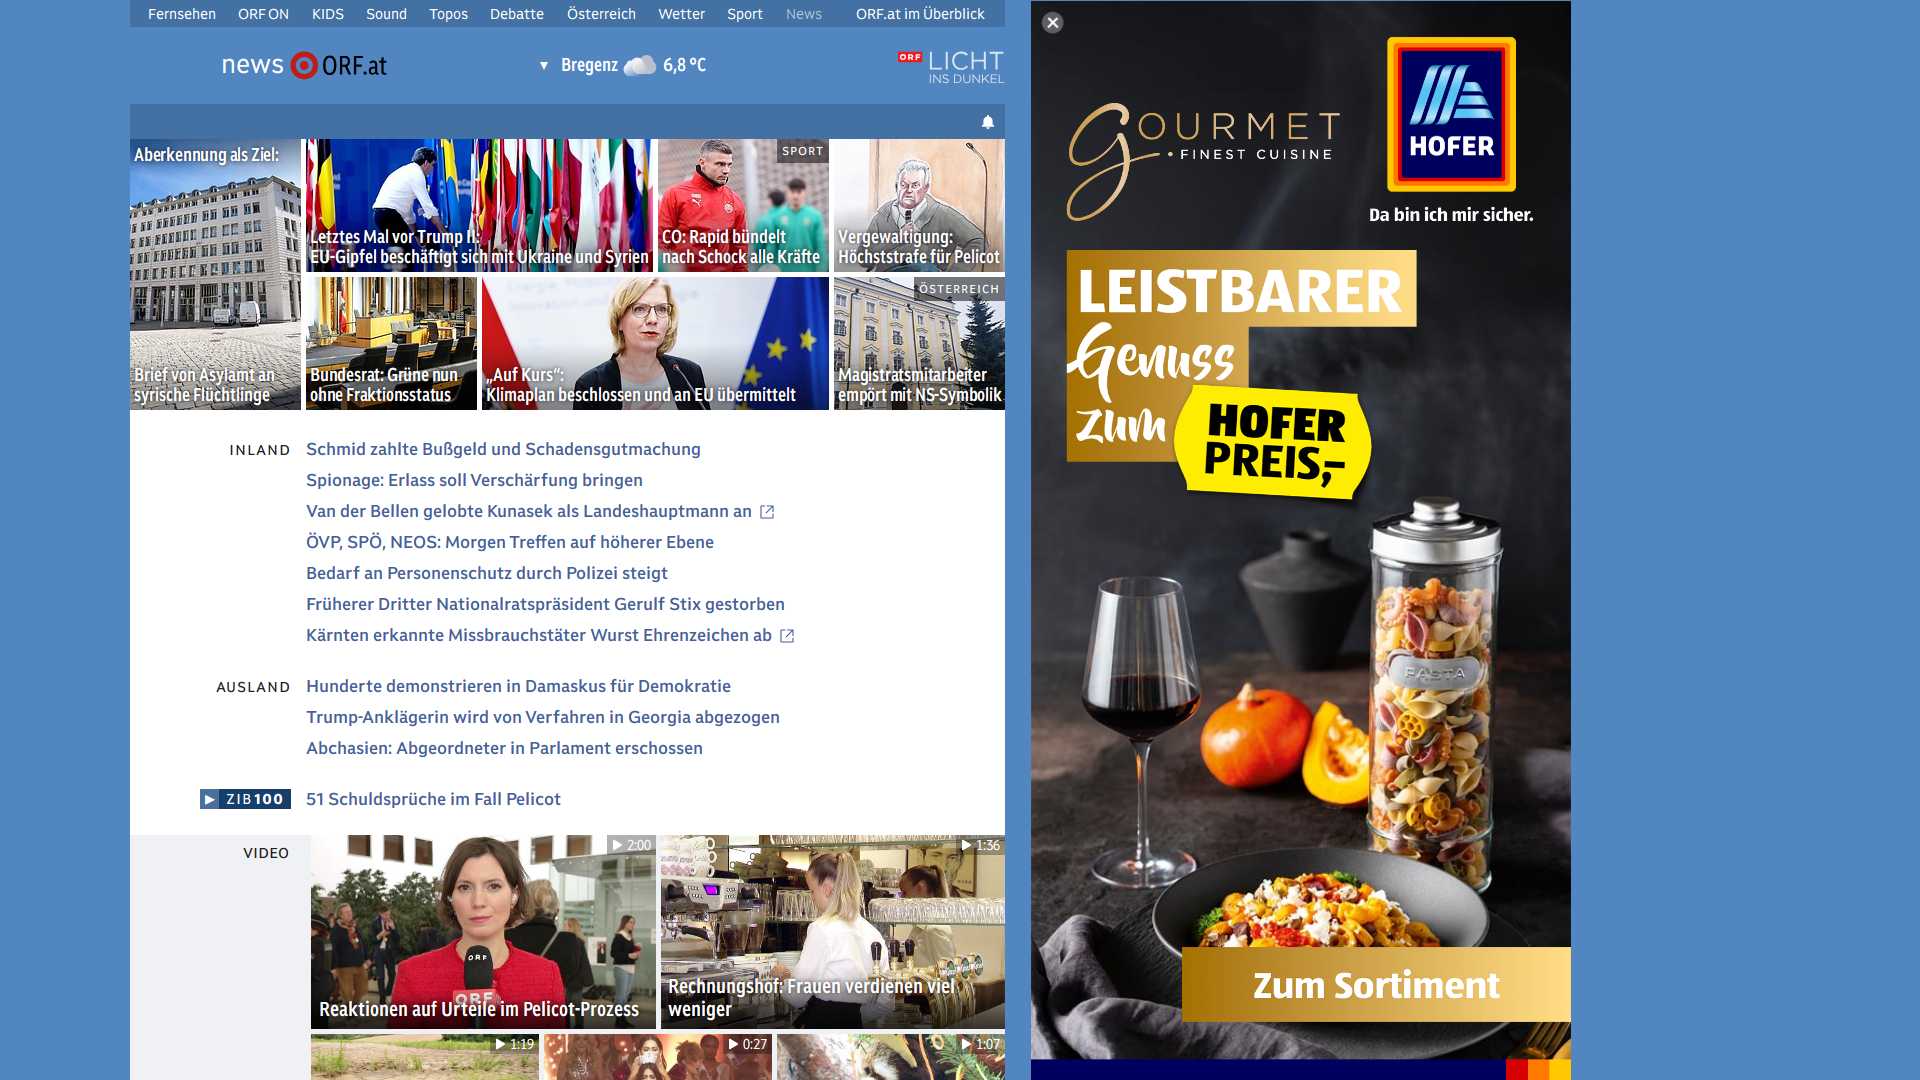 Fernsehen ORF ON KIDS Sound Topos Debatte Österreich Wetter Sport News ORF.at im Überblick
news ORF.at
Bregenz 6,8 °C
ORF LICHT
INS DUNKEL
Aberkennung als Ziel:
Brief von Asylamt an
syrische Flüchtlinge
Letztes Mal vor Trump II:
EU-Gipfel beschäftigt sich mit Ukraine und Syrien
SPORT
CO: Rapid bündelt
nach Schock alle Kräfte
Vergewaltigung:
Höchststrafe für Pelicot
Bundesrat: Grüne nun
ohne Fraktionsstatus
„Auf Kurs“:
Klimaplan beschlossen und an EU übermittelt
ÖSTERREICH
Magistratsmitarbeiter
empört mit NS-Symbolik
INLAND
Schmid zahlte Bußgeld und Schadensgutmachung
Spionage: Erlass soll Verschärfung bringen
Van der Bellen gelobte Kunasek als Landeshauptmann an
ÖVP, SPÖ, NEOS: Morgen Treffen auf höherer Ebene
Bedarf an Personenschutz durch Polizei steigt
Früherer Dritter Nationalratspräsident Gerulf Stix gestorben
Kärnten erkannte Missbrauchstäter Wurst Ehrenzeichen ab
AUSLAND
Hunderte demonstrieren in Damaskus für Demokratie
Trump-Anklägerin wird von Verfahren in Georgia abgezogen
Abchasien: Abgeordneter in Parlament erschossen
ZIB100
51 Schuldsprüche im Fall Pelicot
VIDEO
2:00
ORF
ORF
Reaktionen auf Urteile im Pelicot-Prozess
1:36
Rechnungshof: Frauen verdienen viel
weniger
1:19
0:27
1:07
GOURMET
FINEST CUISINE
HOFER
Da bin ich mir sicher.
LEISTBARER
Genuss
zum
HOFER
PREIS,-
PASTA
Zum Sortiment